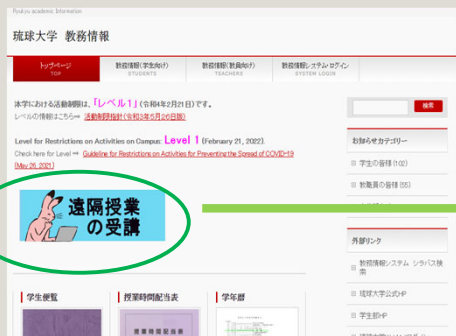 Ryukyu academic Information
琉球大学 教務情報
トップページ 教務情報(学生向け) 教務情報(教員向け) 教務情報システム・ログイン
TOP STUDENTS TEACHERS SYSTEM LOGIN
本学における活動制限は、「レベル1」(令和4年2月21日)です。
レベルの情報はこちら⇒ 活動制限指針(令和3年5月26日版)
検索
Level for Restrictions on Activities on Campus: Level 1 (February 21, 2022).
Check here for Level ⇒ Guideline for Restrictions on Activities for Preventing the Spread of COVID-19
(May 26, 2021)
お知らせカテゴリー
学生の皆様 (102)
教職員の皆様 (55)
遠隔授業
の受講
外部リンク
教務情報システム シラバス検
索
琉球大学公式HP
学生部HP
学生便覧 授業時間配当表 学年暦
授業時間配当表